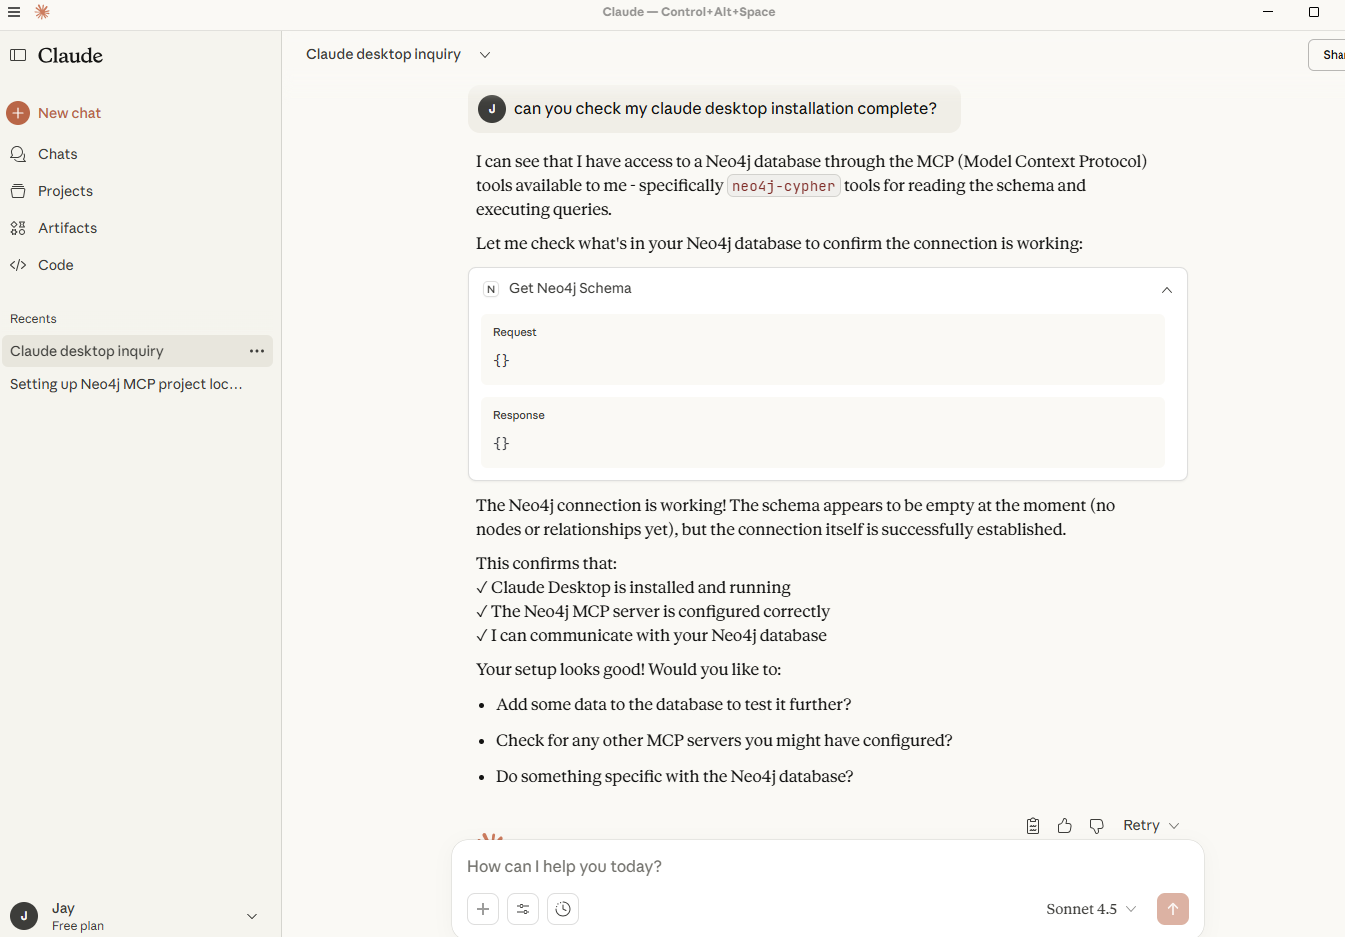 Claude — Control+Alt+Space
Claude
New chat
Chats
Projects
Artifacts
Code
Recents
Claude desktop inquiry
Setting up Neo4j MCP project loc...
J
Jay
Free plan
Claude desktop inquiry
Shar
J
can you check my claude desktop installation complete?
I can see that I have access to a Neo4j database through the MCP (Model Context Protocol)
tools available to me - specifically neo4j-cypher tools for reading the schema and
executing queries.
Let me check what's in your Neo4j database to confirm the connection is working:
N Get Neo4j Schema
Request
{}
Response
{}
The Neo4j connection is working! The schema appears to be empty at the moment (no
nodes or relationships yet), but the connection itself is successfully established.
This confirms that:
✓ Claude Desktop is installed and running
✓ The Neo4j MCP server is configured correctly
✓ I can communicate with your Neo4j database
Your setup looks good! Would you like to:
• Add some data to the database to test it further?
• Check for any other MCP servers you might have configured?
• Do something specific with the Neo4j database?
Retry
How can I help you today?
Sonnet 4.5